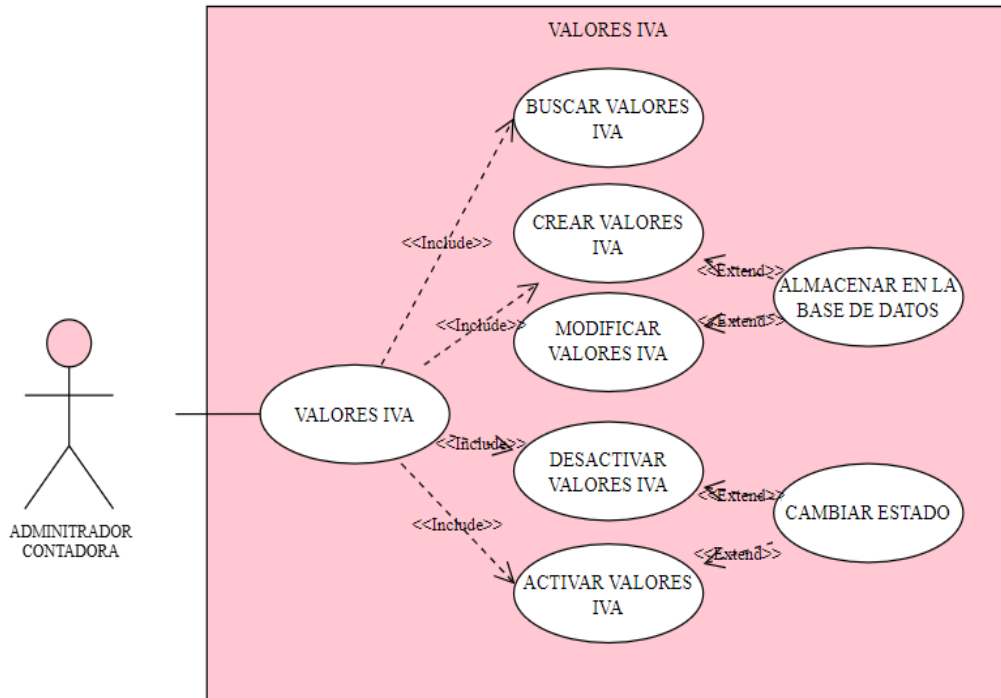 VALORES IVA
BUSCAR VALORES
IVA
<<Include>>
CREAR VALORES
IVA
<<Extend>>
ALMACENAR EN LA
BASE DE DATOS
<<Include>>
MODIFICAR
VALORES IVA
<<Extend>>
VALORES IVA
<<Include>>
DESACTIVAR
VALORES IVA
<<Extend>>
CAMBIAR ESTADO
<<Include>>
ACTIVAR VALORES
IVA
<<Extend>>
ADMINITRADOR
CONTADORA